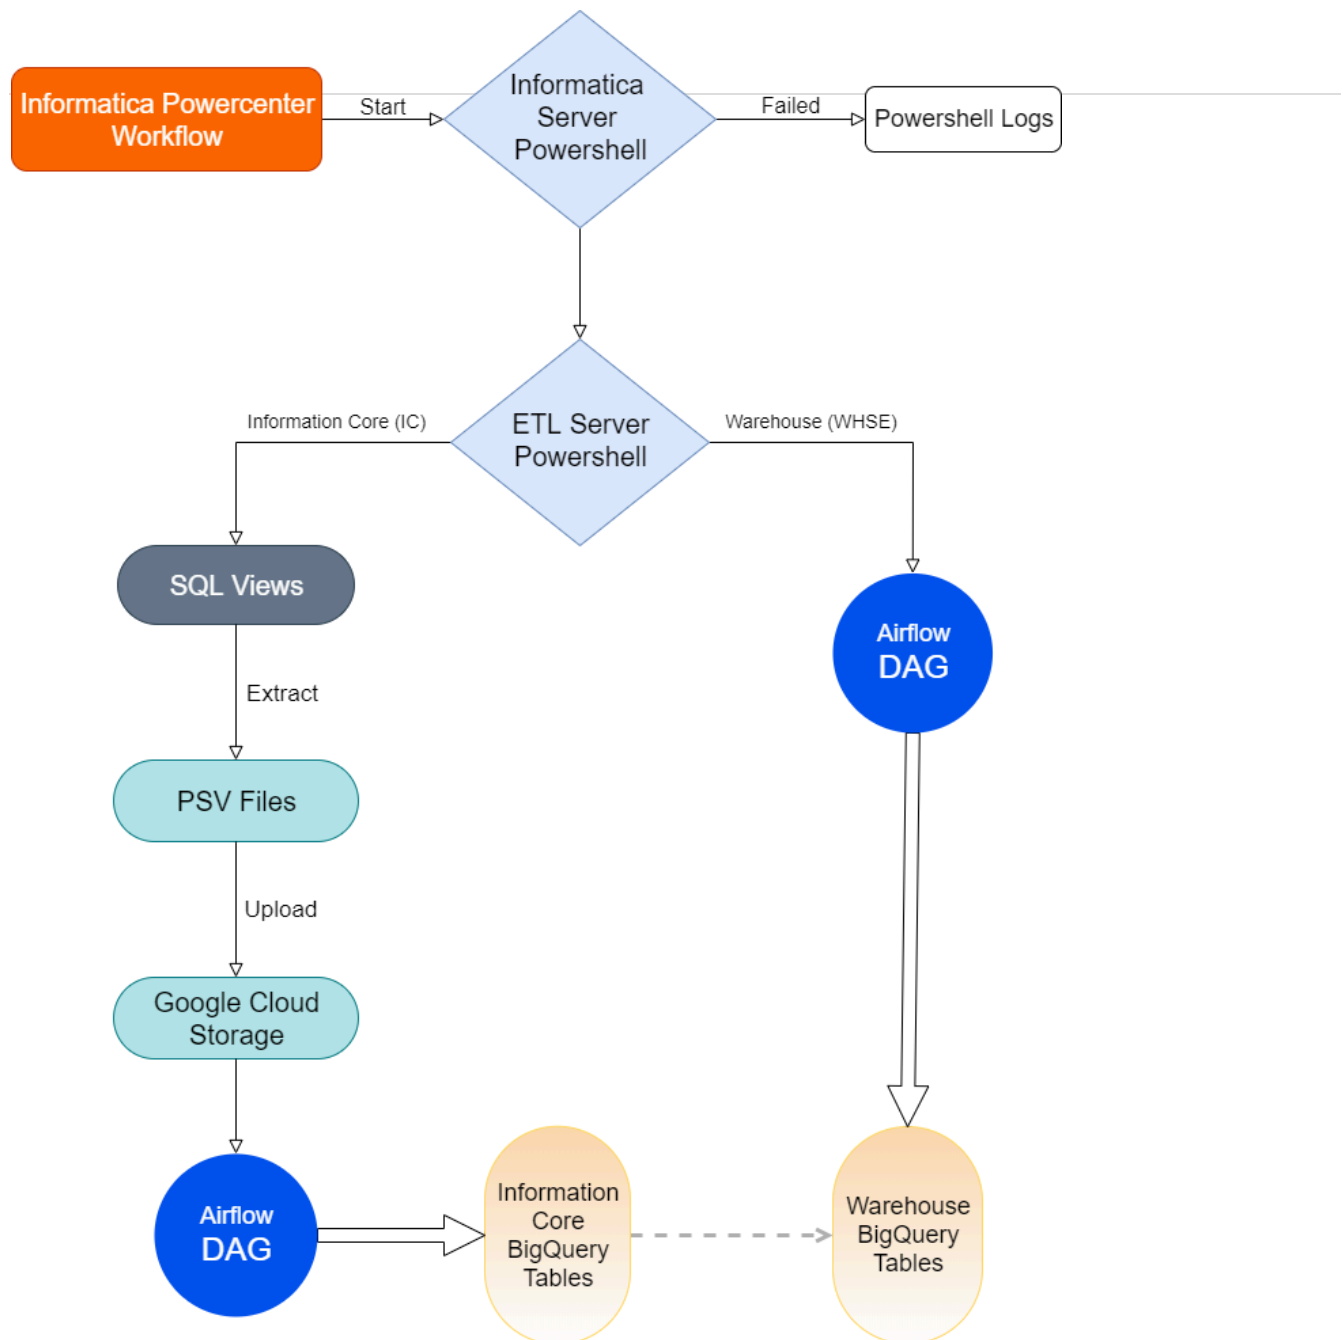 Informatica Powercenter
Workflow
Start
Informatica
Server
Powershell
Failed
Powershell Logs
Information Core (IC)
ETL Server
Powershell
Warehouse (WHSE)
SQL Views
Airflow
DAG
Extract
PSV Files
Upload
Google Cloud
Storage
Airflow
DAG
Information
Core
BigQuery
Tables
Warehouse
BigQuery
Tables